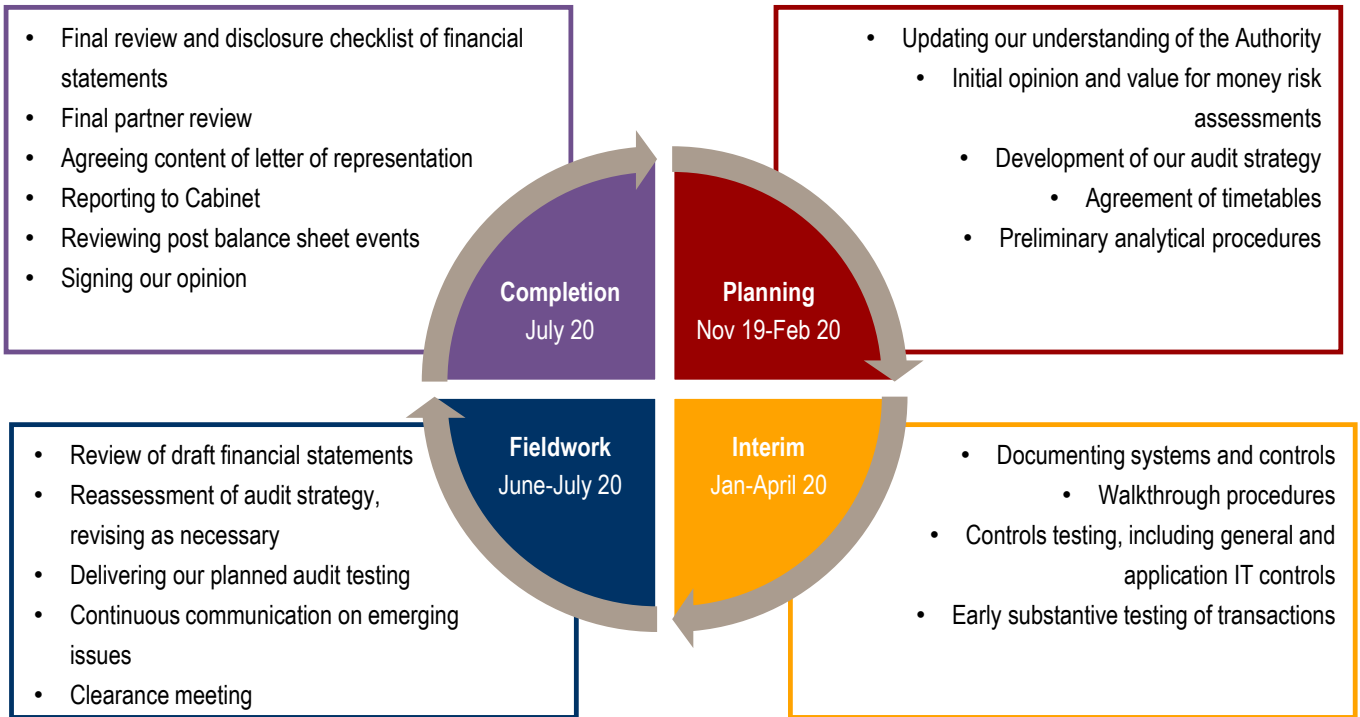 • Final review and disclosure checklist of financial
statements
• Final partner review
• Agreeing content of letter of representation
• Reporting to Cabinet
• Reviewing post balance sheet events
• Signing our opinion
• Updating our understanding of the Authority
• Initial opinion and value for money risk
assessments
• Development of our audit strategy
• Agreement of timetables
• Preliminary analytical procedures
Completion
July 20
Planning
Nov 19-Feb 20
Fieldwork
June-July 20
Interim
Jan-April 20
• Review of draft financial statements
• Reassessment of audit strategy,
revising as necessary
• Delivering our planned audit testing
• Continuous communication on emerging
issues
• Clearance meeting
• Documenting systems and controls
• Walkthrough procedures
• Controls testing, including general and
application IT controls
• Early substantive testing of transactions